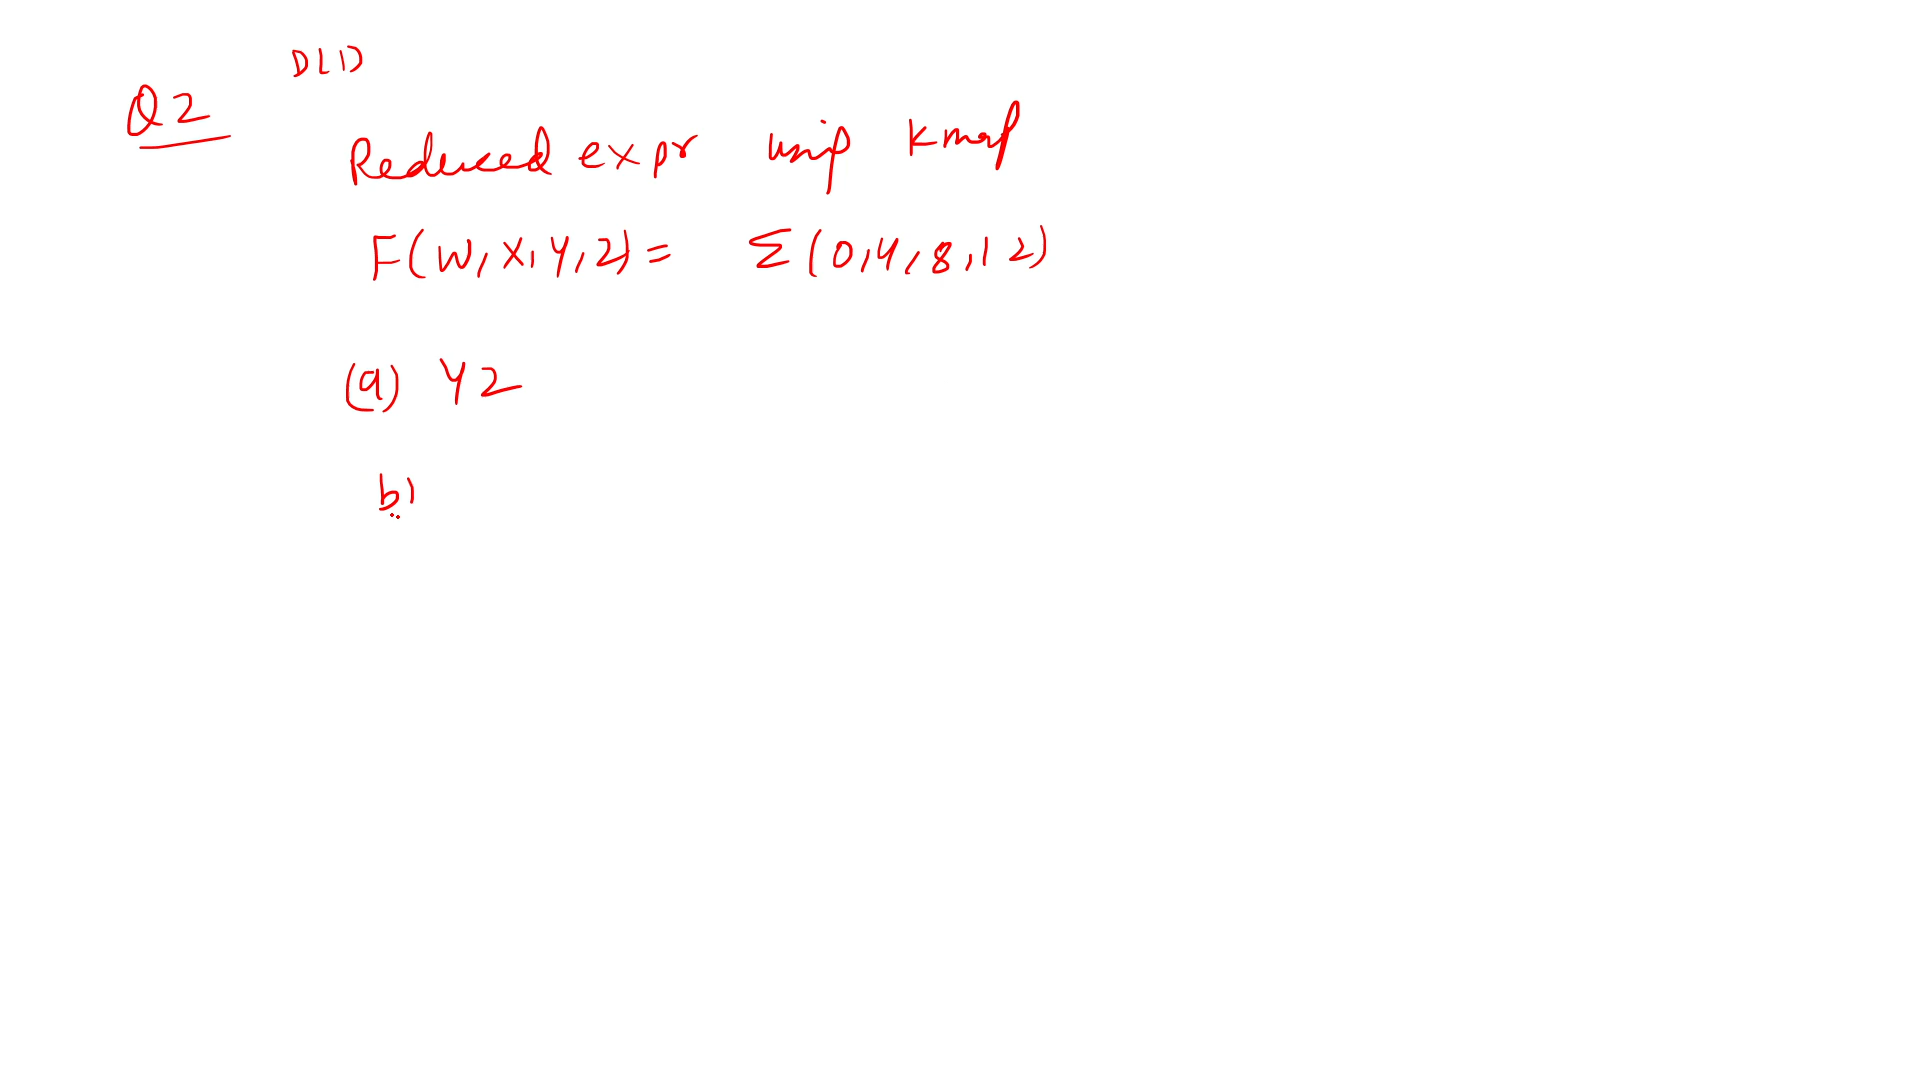 DLD
Q2
Reduced expr using kmap
F(W,X,Y,Z) = Σ(0,4,8,12)
(a) YZ
b)